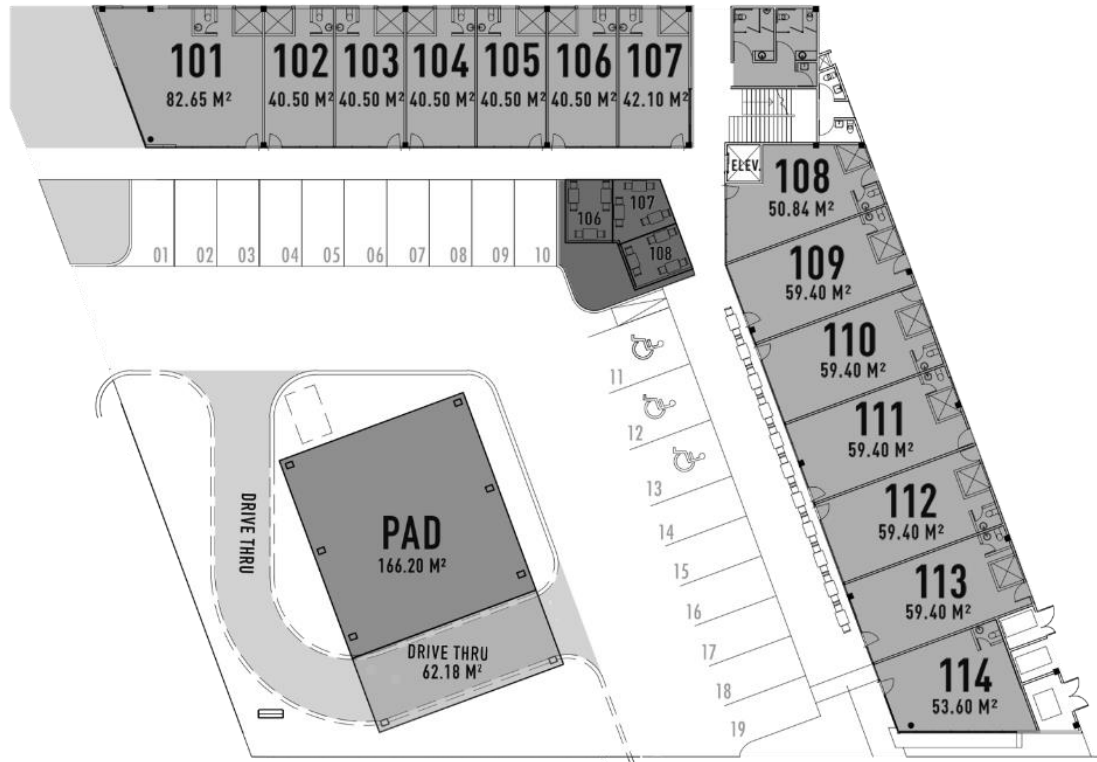 101
82.65 M²
102
40.50 M²
103
40.50 M²
104
40.50 M²
105
40.50 M²
106
40.50 M²
107
42.10 M²
ELEV.
108
50.84 M²
109
59.40 M²
110
59.40 M²
111
59.40 M²
112
59.40 M²
113
59.40 M²
114
53.60 M²
106
107
108
01
02
03
04
05
06
07
08
09
10
11
12
13
14
15
16
17
18
19
DRIVE THRU
PAD
166.20 M²
DRIVE THRU
62.18 M²